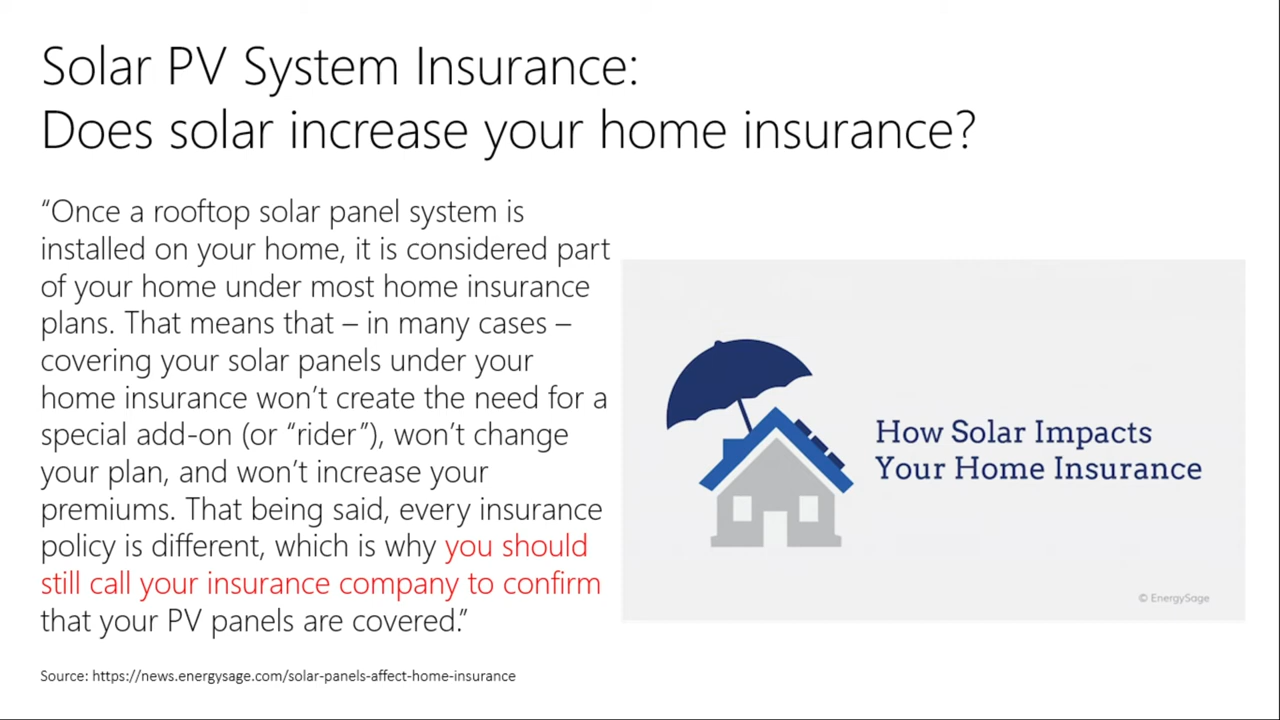 Solar PV System Insurance:
Does solar increase your home insurance?
“Once a rooftop solar panel system is
installed on your home, it is considered part
of your home under most home insurance
plans. That means that – in many cases –
covering your solar panels under your
home insurance won’t create the need for a
special add-on (or “rider”), won’t change
your plan, and won’t increase your
premiums. That being said, every insurance
policy is different, which is why you should
still call your insurance company to confirm
that your PV panels are covered.”
How Solar Impacts
Your Home Insurance
© EnergySage
Source: https://news.energysage.com/solar-panels-affect-home-insurance